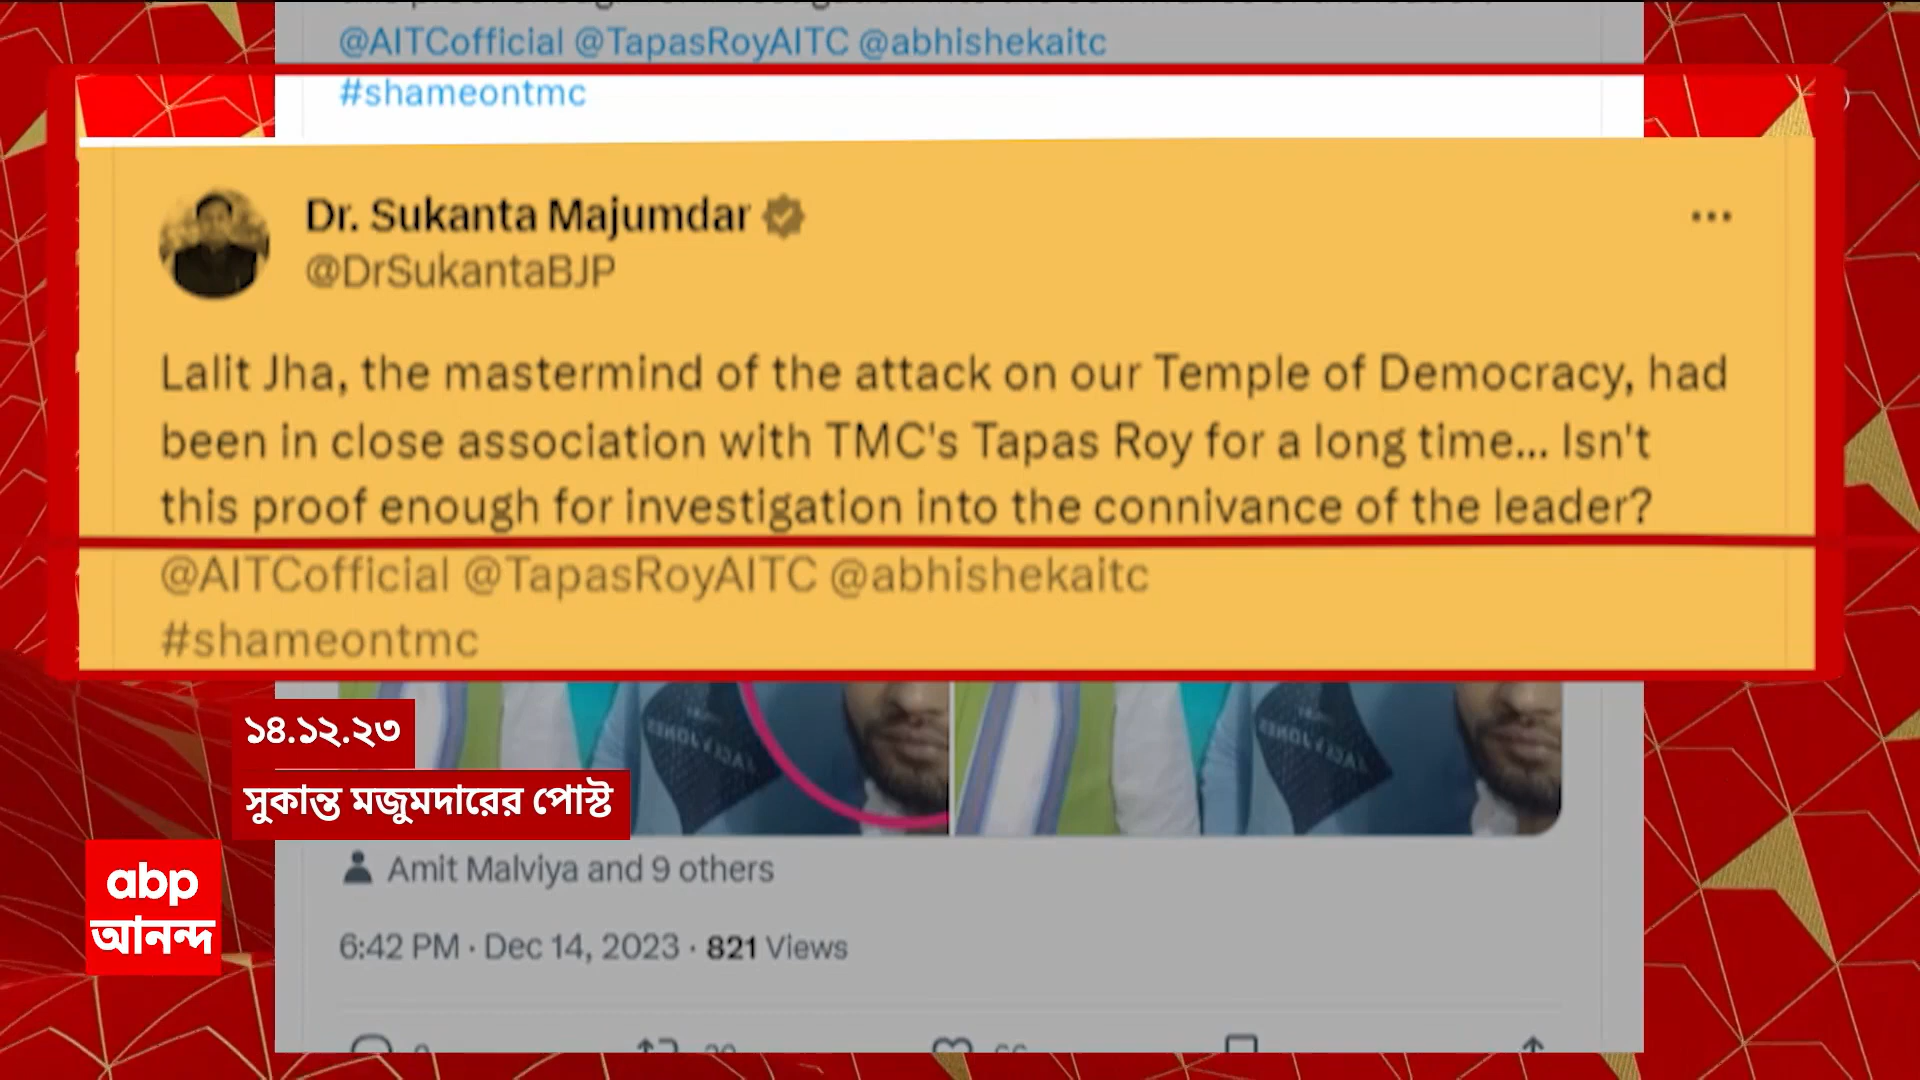 @AITCofficial @TapasRoyAITC @abhishekaitc
#shameontmc
Dr. Sukanta Majumdar
@DrSukantaBJP
Lalit Jha, the mastermind of the attack on our Temple of Democracy, had
been in close association with TMC's Tapas Roy for a long time... Isn't
this proof enough for investigation into the connivance of the leader?
@AITCofficial @TapasRoyAITC @abhishekaitc
#shameontmc
১৪.১২.২৩
সুকান্ত মজুমদারের পোস্ট
abp
আনন্দ
Amit Malviya and 9 others
6:42 PM · Dec 14, 2023 · 821 Views